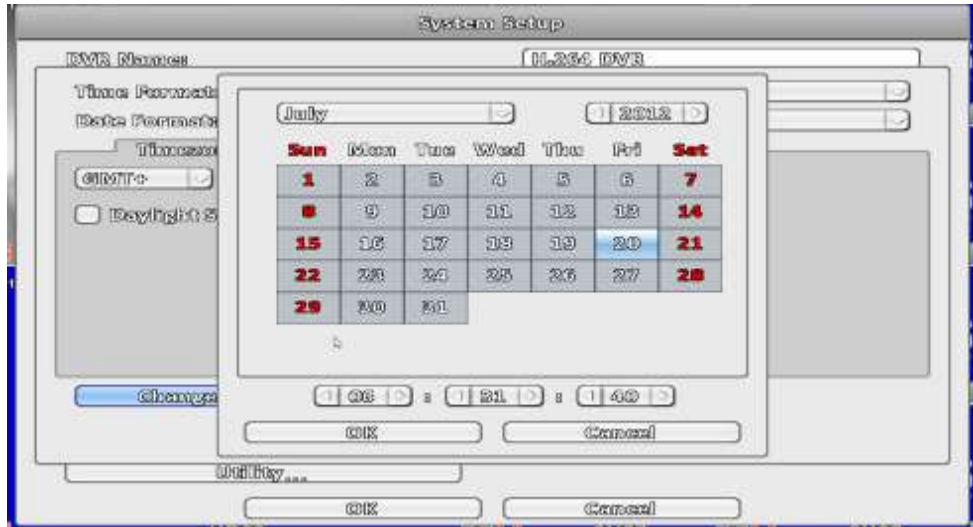 System Setup
DVR Name: H.264 DVR
Time Format:
Date Format:
July 2012
Sun Mon Tue Wed Thu Fri Sat
1 2 3 4 5 6 7
8 9 10 11 12 13 14
15 16 17 18 19 20 21
22 23 24 25 26 27 28
29 30 31
GMT+
Daylight S
Change
: 31 : 40
OK Cancel
Utility...
OK Cancel